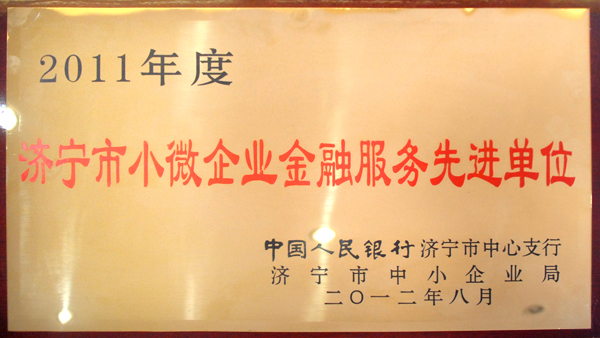 2011年度
济宁市小微企业金融服务先进单位
中国人民银行济宁市中心支行
济宁市中小企业局
二〇一二年八月